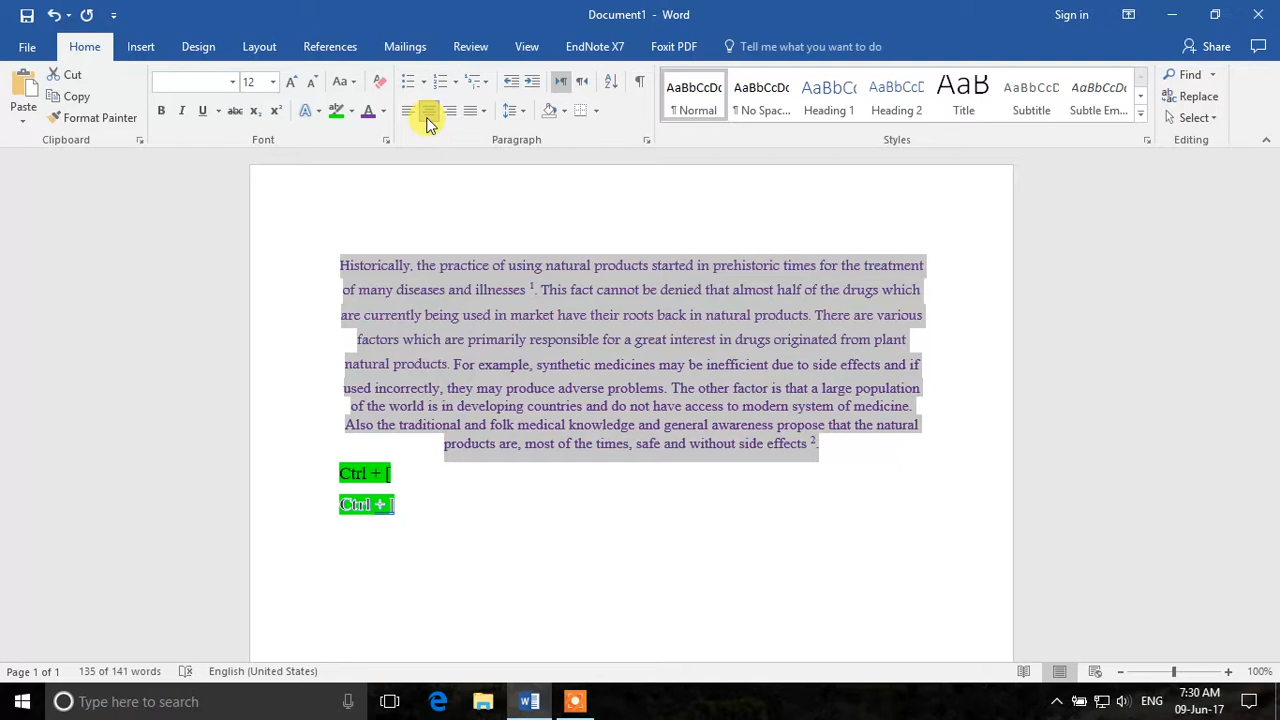 Document1 - Word
Sign in
File Home Insert Design Layout References Mailings Review View EndNote X7 Foxit PDF Tell me what you want to do Share
Paste
Cut
Copy
Format Painter
Clipboard
12
Aa
B I U abc x₂ x²
A A
Font
Paragraph
AaBbCcDc AaBbCcDc AaBbCc AaBbCcD AaB AaBbCcD AaBbCcDc
¶ Normal ¶ No Spac... Heading 1 Heading 2 Title Subtitle Subtle Em...
Styles
Find
Replace
Select
Editing
Historically, the practice of using natural products started in prehistoric times for the treatment
of many diseases and illnesses ¹. This fact cannot be denied that almost half of the drugs which
are currently being used in market have their roots back in natural products. There are various
factors which are primarily responsible for a great interest in drugs originated from plant
natural products. For example, synthetic medicines may be inefficient due to side effects and if
used incorrectly, they may produce adverse problems. The other factor is that a large population
of the world is in developing countries and do not have access to modern system of medicine.
Also the traditional and folk medical knowledge and general awareness propose that the natural
products are, most of the times, safe and without side effects ².
Ctrl + [
Ctrl + ]
Page 1 of 1 135 of 141 words English (United States) 100%
Type here to search
ENG
7:30 AM
09-Jun-17